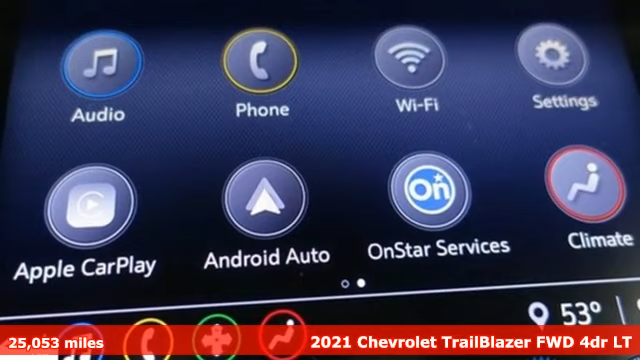 Audio Phone Wi-Fi Settings
On
Apple CarPlay Android Auto OnStar Services Climate
53°
25,053 miles 2021 Chevrolet TrailBlazer FWD 4dr LT